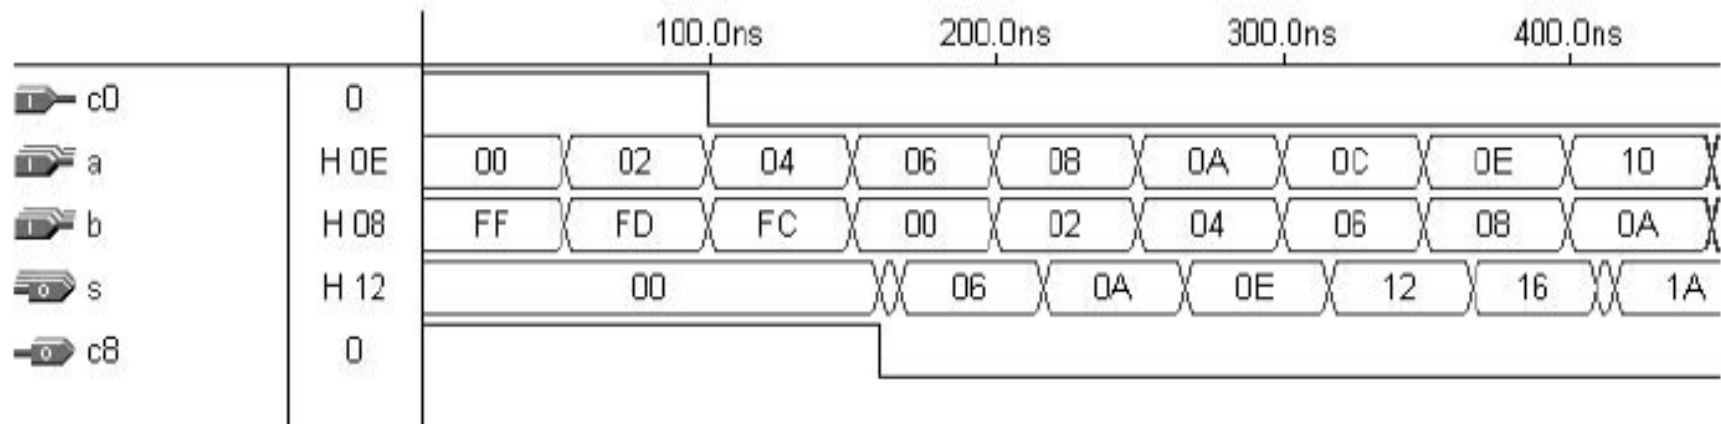 100.0ns 200.0ns 300.0ns 400.0ns
I c0 0
I a H 0E 00 02 04 06 08 0A 0C 0E 10
I b H 08 FF FD FC 00 02 04 06 08 0A
O s H 12 00 06 0A 0E 12 16 1A
O c8 0